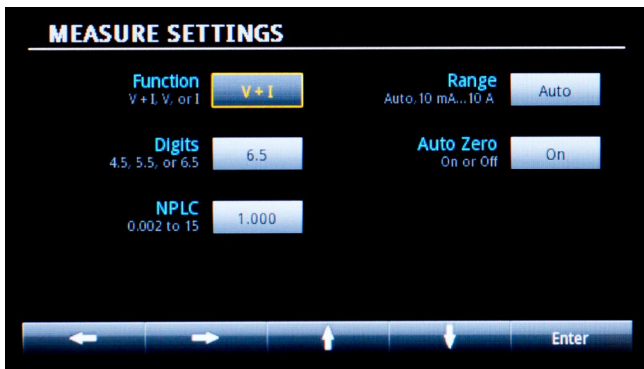 MEASURE SETTINGS
Function
V + I, V, or I
V + I
Range
Auto, 10 mA...10 A
Auto
Digits
4.5, 5.5, or 6.5
6.5
Auto Zero
On or Off
On
NPLC
0.002 to 15
1.000
Enter